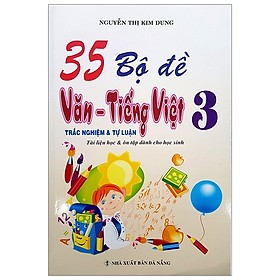 NGUYỄN THỊ KIM DUNG
35 Bộ đề
Văn - Tiếng Việt 3
TRẮC NGHIỆM & TỰ LUẬN
Tài liệu học & ôn tập dành cho học sinh
NHÀ XUẤT BẢN ĐÀ NẴNG